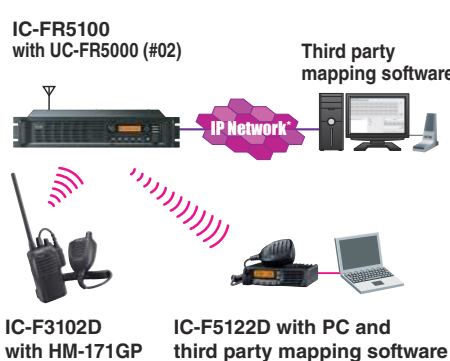 IC-FR5100
with UC-FR5000 (#02)
Third party
mapping software
IP Network*
IC-F3102D
with HM-171GP
IC-F5122D with PC and
third party mapping software